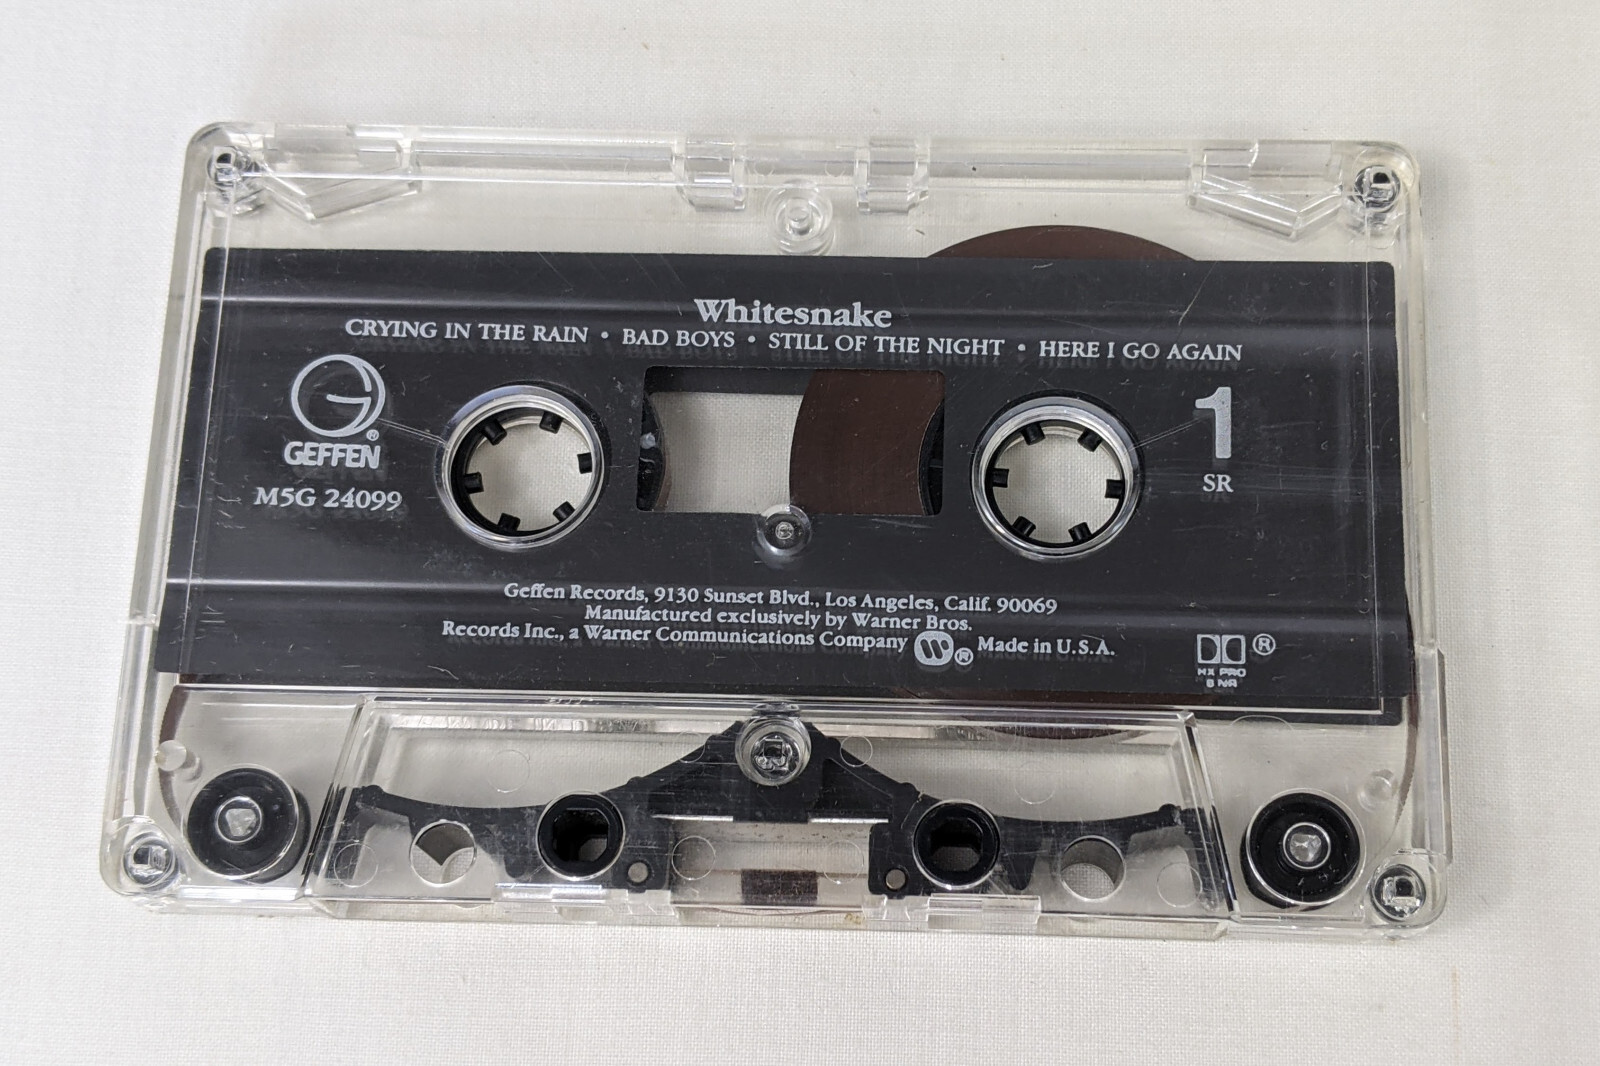 Whitesnake
CRYING IN THE RAIN • BAD BOYS • STILL OF THE NIGHT • HERE I GO AGAIN
GEFFEN®
M5G 24099
1
SR
Geffen Records, 9130 Sunset Blvd., Los Angeles, Calif. 90069
Manufactured exclusively by Warner Bros.
Records Inc., a Warner Communications Company W® Made in U.S.A.
®
HX PRO
B NR